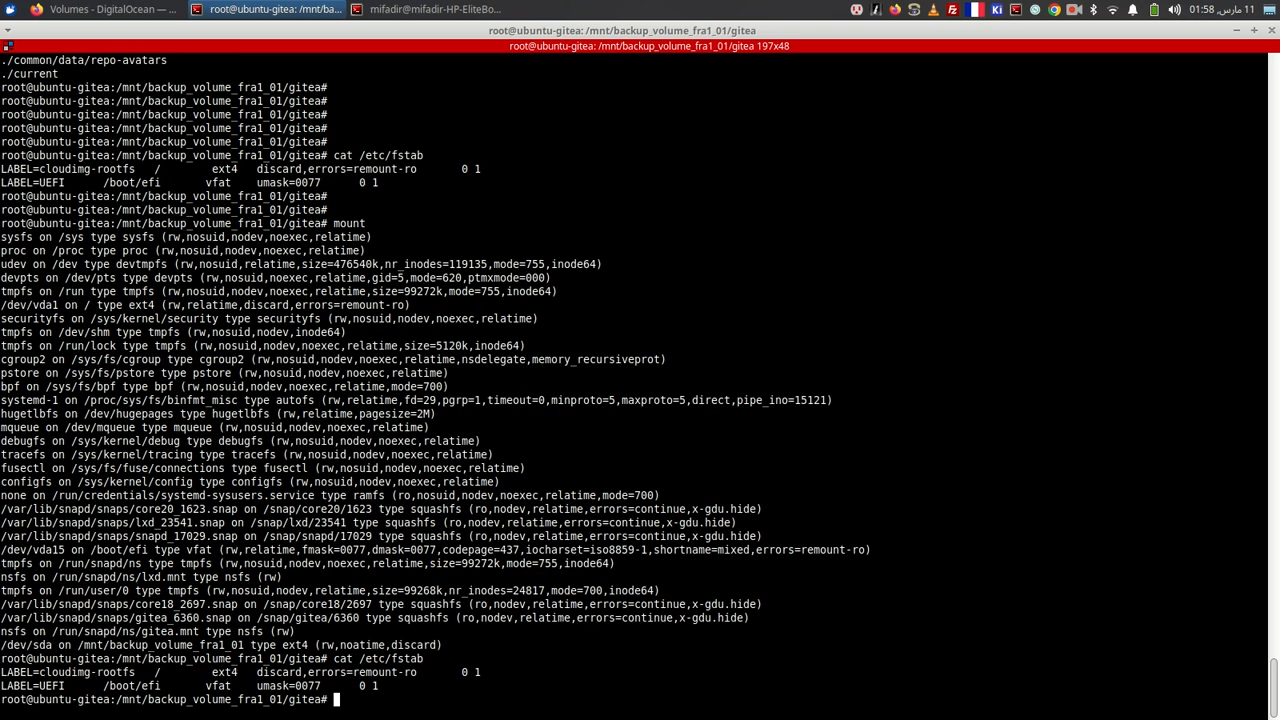 Volumes - DigitalOcean — ...
root@ubuntu-gitea: /mnt/ba...
mifadir@mifadir-HP-EliteBo...
Fz
Ki
11 مارس, 01:58
root@ubuntu-gitea: /mnt/backup_volume_fra1_01/gitea
root@ubuntu-gitea: /mnt/backup_volume_fra1_01/gitea 197x48
./common/data/repo-avatars
./current
root@ubuntu-gitea:/mnt/backup_volume_fra1_01/gitea#
root@ubuntu-gitea:/mnt/backup_volume_fra1_01/gitea#
root@ubuntu-gitea:/mnt/backup_volume_fra1_01/gitea#
root@ubuntu-gitea:/mnt/backup_volume_fra1_01/gitea#
root@ubuntu-gitea:/mnt/backup_volume_fra1_01/gitea#
root@ubuntu-gitea:/mnt/backup_volume_fra1_01/gitea# cat /etc/fstab
LABEL=cloudimg-rootfs   /        ext4   discard,errors=remount-ro       0 1
LABEL=UEFI      /boot/efi       vfat    umask=0077      0 1
root@ubuntu-gitea:/mnt/backup_volume_fra1_01/gitea#
root@ubuntu-gitea:/mnt/backup_volume_fra1_01/gitea#
root@ubuntu-gitea:/mnt/backup_volume_fra1_01/gitea# mount
sysfs on /sys type sysfs (rw,nosuid,nodev,noexec,relatime)
proc on /proc type proc (rw,nosuid,nodev,noexec,relatime)
udev on /dev type devtmpfs (rw,nosuid,relatime,size=476540k,nr_inodes=119135,mode=755,inode64)
devpts on /dev/pts type devpts (rw,nosuid,noexec,relatime,gid=5,mode=620,ptmxmode=000)
tmpfs on /run type tmpfs (rw,nosuid,nodev,noexec,relatime,size=99272k,mode=755,inode64)
/dev/vda1 on / type ext4 (rw,relatime,discard,errors=remount-ro)
securityfs on /sys/kernel/security type securityfs (rw,nosuid,nodev,noexec,relatime)
tmpfs on /dev/shm type tmpfs (rw,nosuid,nodev,inode64)
tmpfs on /run/lock type tmpfs (rw,nosuid,nodev,noexec,relatime,size=5120k,inode64)
cgroup2 on /sys/fs/cgroup type cgroup2 (rw,nosuid,nodev,noexec,relatime,nsdelegate,memory_recursiveprot)
pstore on /sys/fs/pstore type pstore (rw,nosuid,nodev,noexec,relatime)
bpf on /sys/fs/bpf type bpf (rw,nosuid,nodev,noexec,relatime,mode=700)
systemd-1 on /proc/sys/fs/binfmt_misc type autofs (rw,relatime,fd=29,pgrp=1,timeout=0,minproto=5,maxproto=5,direct,pipe_ino=15121)
hugetlbfs on /dev/hugepages type hugetlbfs (rw,relatime,pagesize=2M)
mqueue on /dev/mqueue type mqueue (rw,nosuid,nodev,noexec,relatime)
debugfs on /sys/kernel/debug type debugfs (rw,nosuid,nodev,noexec,relatime)
tracefs on /sys/kernel/tracing type tracefs (rw,nosuid,nodev,noexec,relatime)
fusectl on /sys/fs/fuse/connections type fusectl (rw,nosuid,nodev,noexec,relatime)
configfs on /sys/kernel/config type configfs (rw,nosuid,nodev,noexec,relatime)
none on /run/credentials/systemd-sysusers.service type ramfs (ro,nosuid,nodev,noexec,relatime,mode=700)
/var/lib/snapd/snaps/core20_1623.snap on /snap/core20/1623 type squashfs (ro,nodev,relatime,errors=continue,x-gdu.hide)
/var/lib/snapd/snaps/lxd_23541.snap on /snap/lxd/23541 type squashfs (ro,nodev,relatime,errors=continue,x-gdu.hide)
/var/lib/snapd/snaps/snapd_17029.snap on /snap/snapd/17029 type squashfs (ro,nodev,relatime,errors=continue,x-gdu.hide)
/dev/vda15 on /boot/efi type vfat (rw,relatime,fmask=0077,dmask=0077,codepage=437,iocharset=iso8859-1,shortname=mixed,errors=remount-ro)
tmpfs on /run/snapd/ns type tmpfs (rw,nosuid,nodev,noexec,relatime,size=99272k,mode=755,inode64)
nsfs on /run/snapd/ns/lxd.mnt type nsfs (rw)
tmpfs on /run/user/0 type tmpfs (rw,nosuid,nodev,relatime,size=99268k,nr_inodes=24817,mode=700,inode64)
/var/lib/snapd/snaps/core18_2697.snap on /snap/core18/2697 type squashfs (ro,nodev,relatime,errors=continue,x-gdu.hide)
/var/lib/snapd/snaps/gitea_6360.snap on /snap/gitea/6360 type squashfs (ro,nodev,relatime,errors=continue,x-gdu.hide)
nsfs on /run/snapd/ns/gitea.mnt type nsfs (rw)
/dev/sda on /mnt/backup_volume_fra1_01 type ext4 (rw,noatime,discard)
root@ubuntu-gitea:/mnt/backup_volume_fra1_01/gitea# cat /etc/fstab
LABEL=cloudimg-rootfs   /        ext4   discard,errors=remount-ro       0 1
LABEL=UEFI      /boot/efi       vfat    umask=0077      0 1
root@ubuntu-gitea:/mnt/backup_volume_fra1_01/gitea#